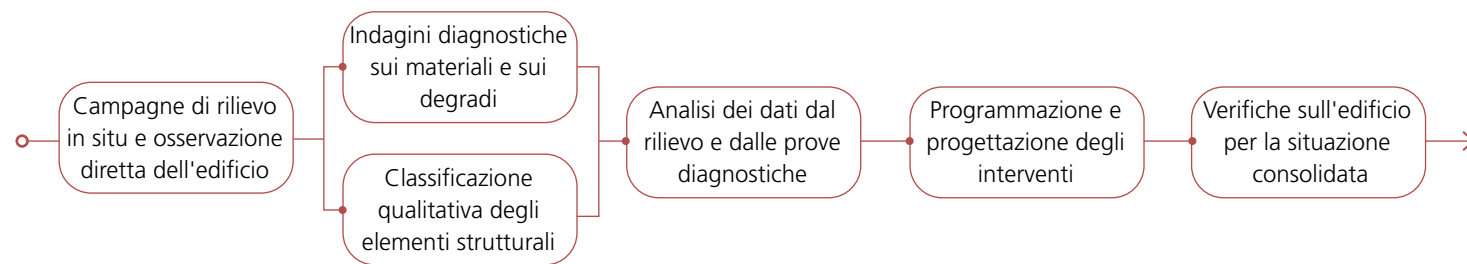 Campagne di rilievo
in situ e osservazione
diretta dell'edificio
Indagini diagnostiche
sui materiali e sui
degradi
Classificazione
qualitativa degli
elementi strutturali
Analisi dei dati dal
rilievo e dalle prove
diagnostiche
Programmazione e
progettazione degli
interventi
Verifiche sull'edificio
per la situazione
consolidata